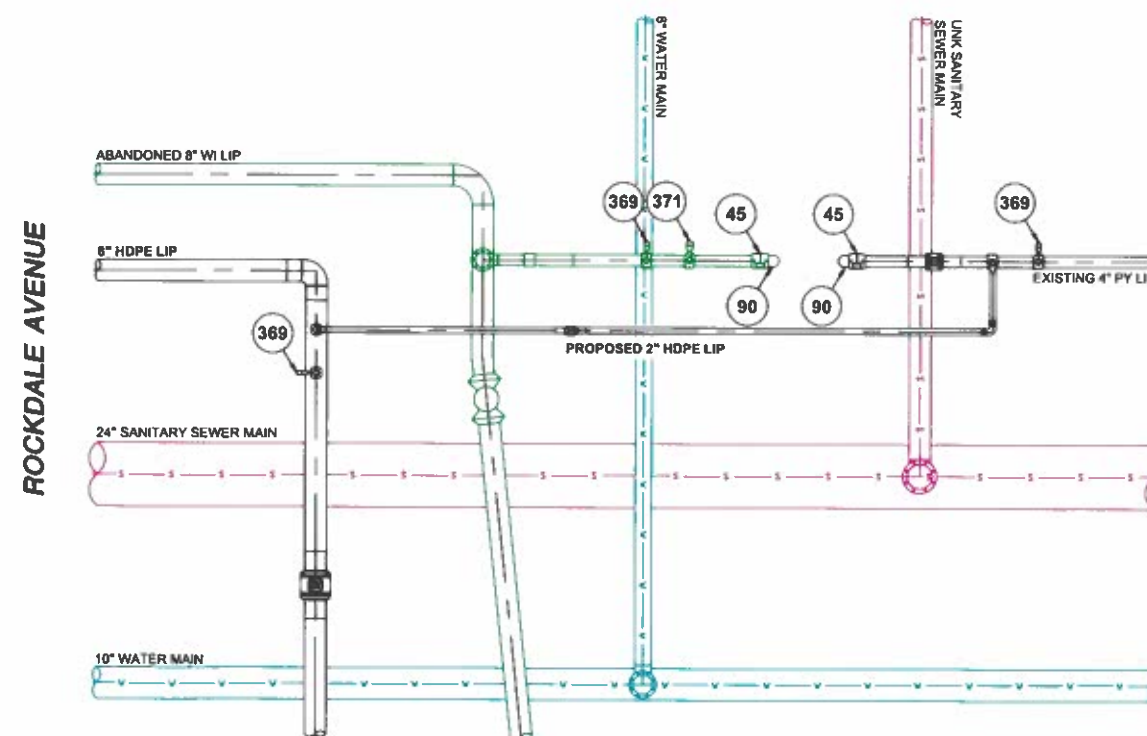 8" WATER MAIN
UNK SANITARY
SEWER MAIN
ABANDONED 8" WI LIP
369
371
45
45
369
6" HDPE LIP
EXISTING 4" PY LI
90
90
369
PROPOSED 2" HDPE LIP
ROCKDALE AVENUE
24" SANITARY SEWER MAIN
10" WATER MAIN